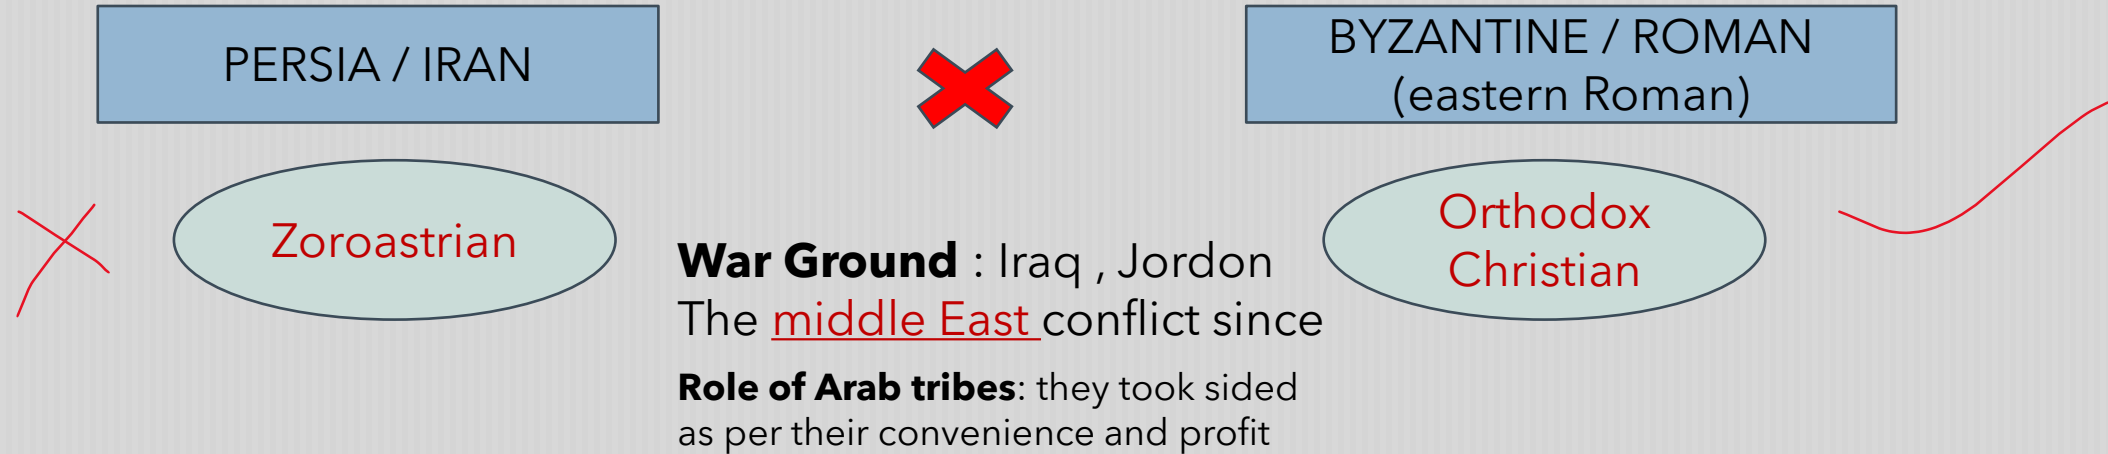 PERSIA / IRAN
BYZANTINE / ROMAN
(eastern Roman)
Zoroastrian
Orthodox
Christian
War Ground : Iraq , Jordon
The middle East conflict since
Role of Arab tribes: they took sided
as per their convenience and profit